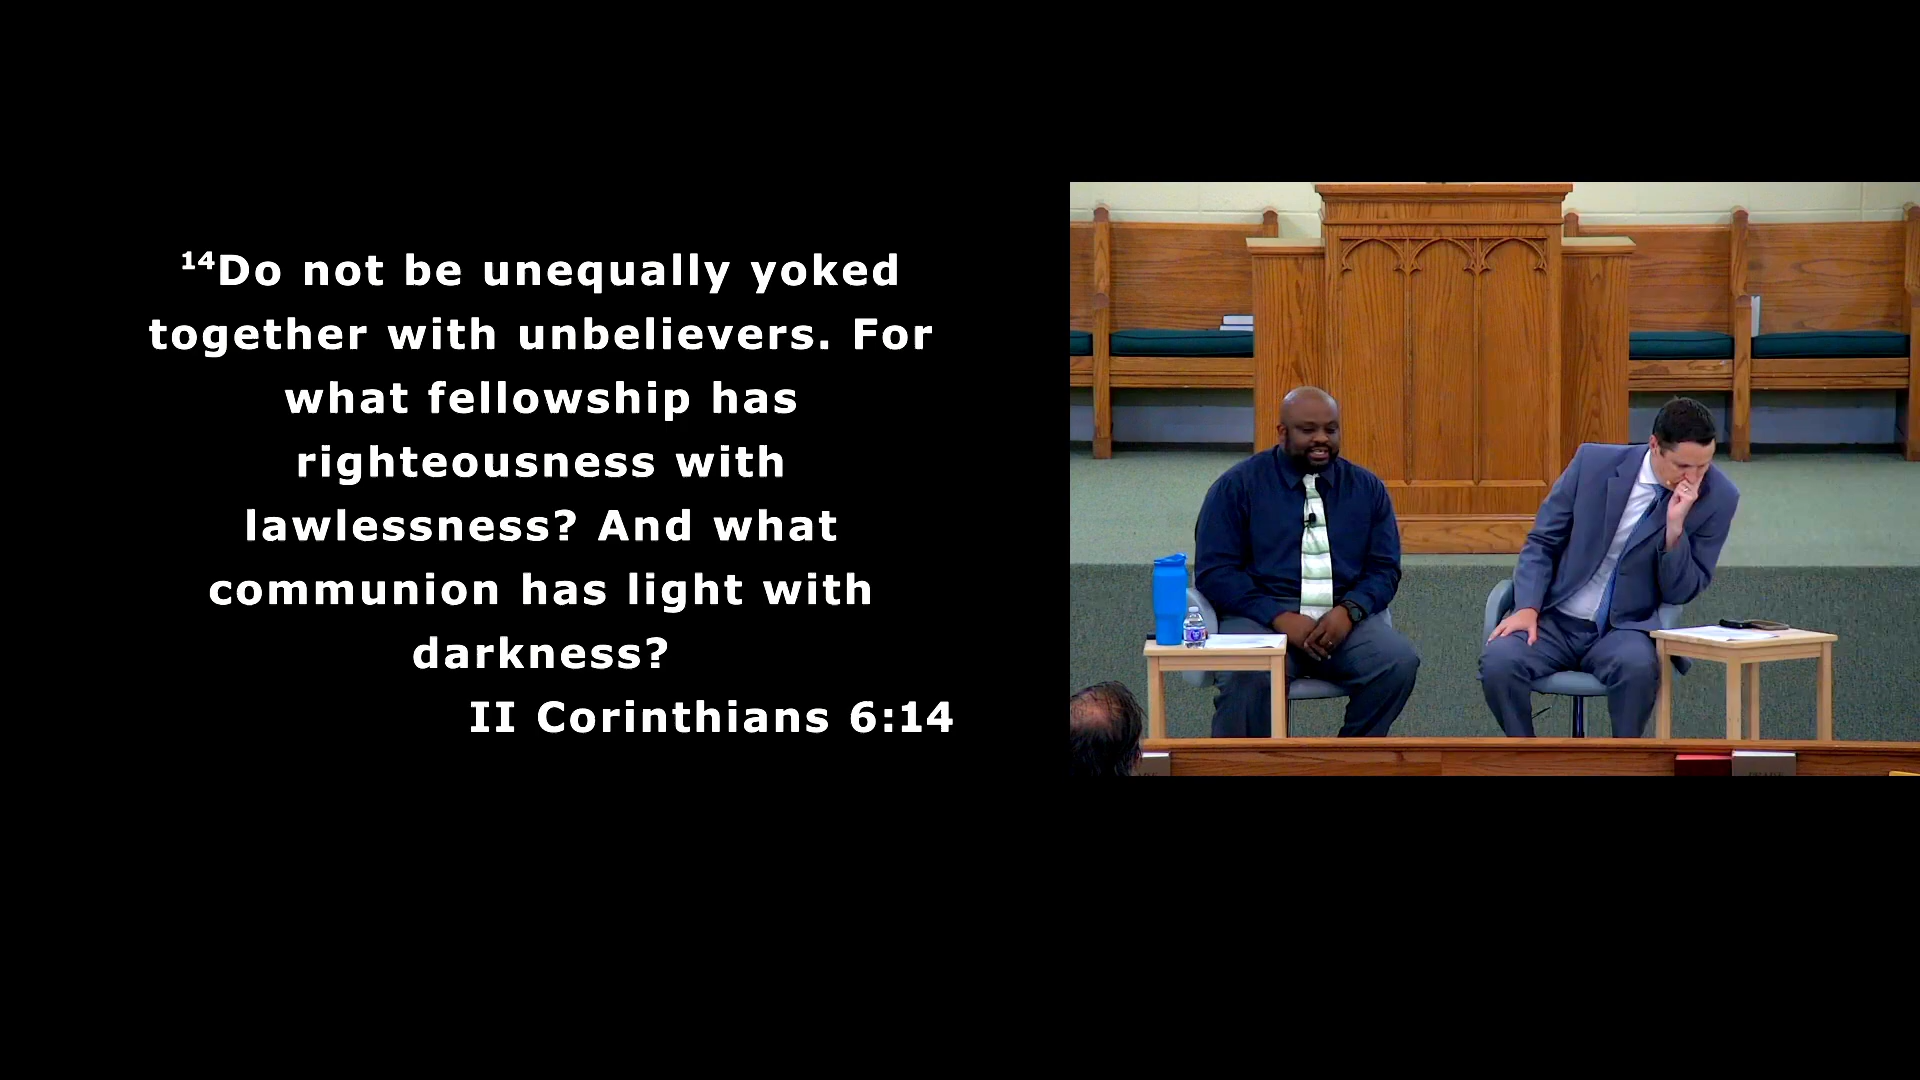 ¹⁴Do not be unequally yoked
together with unbelievers. For
what fellowship has
righteousness with
lawlessness? And what
communion has light with
darkness?
II Corinthians 6:14